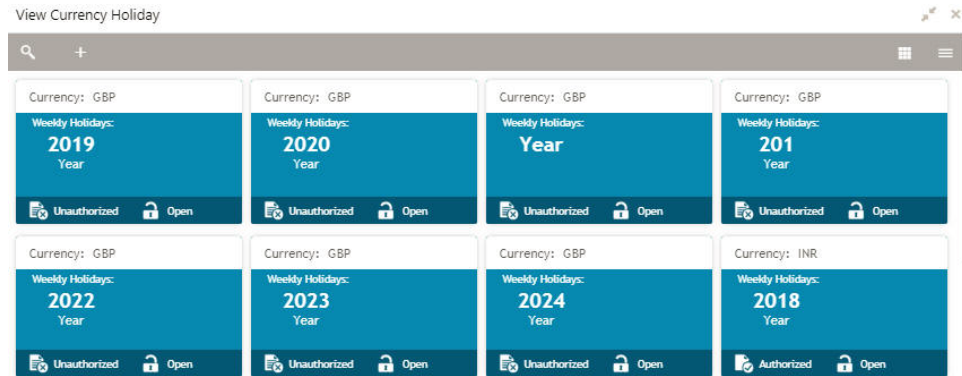 View Currency Holiday
Currency: GBP
Weekly Holidays:
2019
Year
Unauthorized Open
Currency: GBP
Weekly Holidays:
2020
Year
Unauthorized Open
Currency: GBP
Weekly Holidays:
Year
Unauthorized Open
Currency: GBP
Weekly Holidays:
201
Year
Unauthorized Open
Currency: GBP
Weekly Holidays:
2022
Year
Unauthorized Open
Currency: GBP
Weekly Holidays:
2023
Year
Unauthorized Open
Currency: GBP
Weekly Holidays:
2024
Year
Unauthorized Open
Currency: INR
Weekly Holidays:
2018
Year
Authorized Open